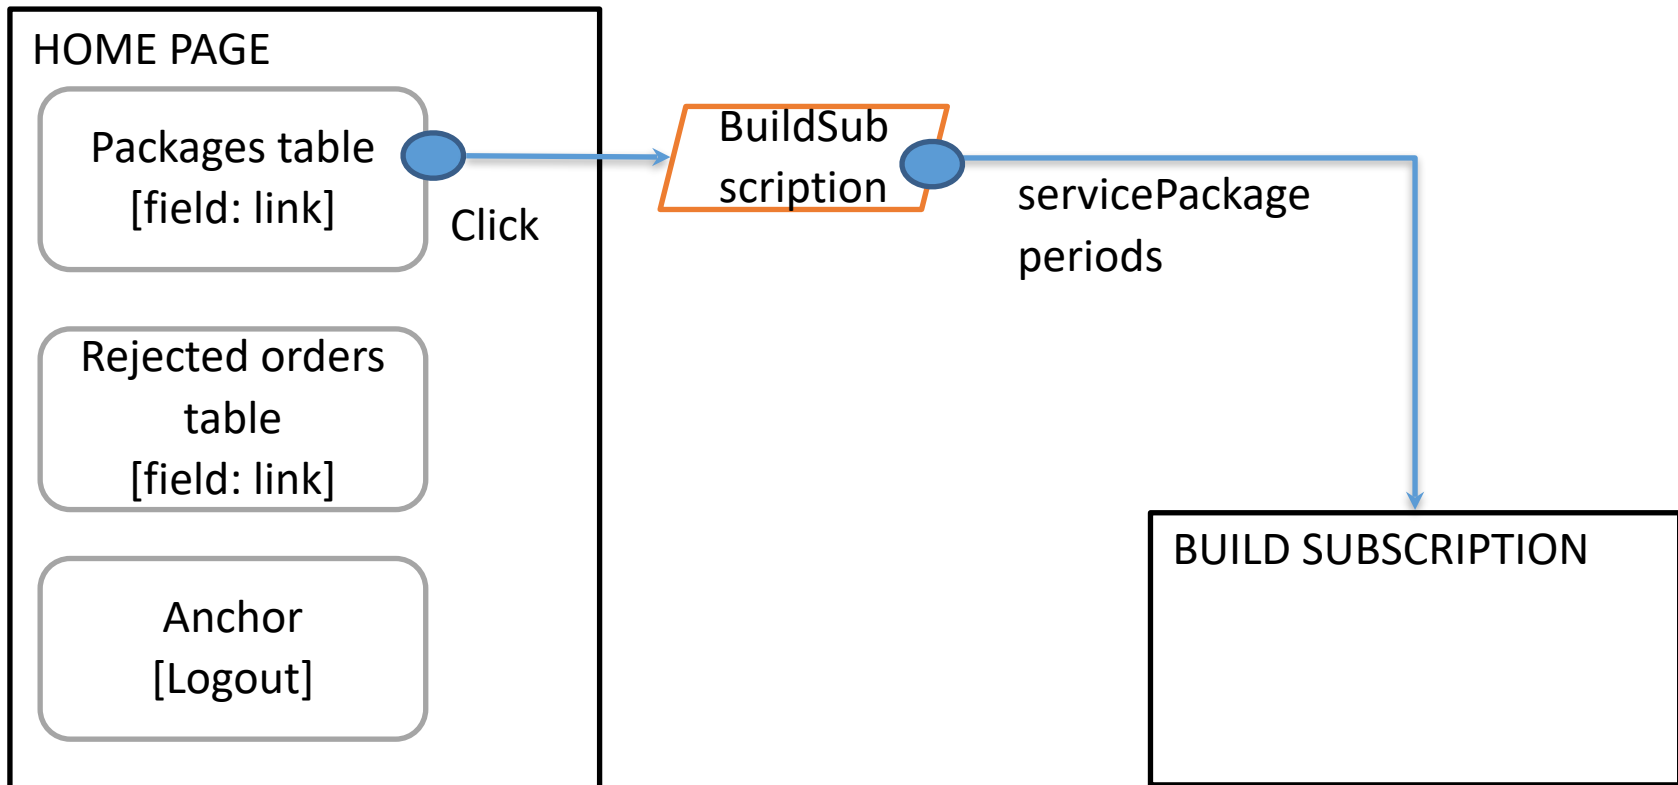 HOME PAGE
Packages table
[field: link]
Click
BuildSub
scription
servicePackage
periods
Rejected orders
table
[field: link]
Anchor
[Logout]
BUILD SUBSCRIPTION